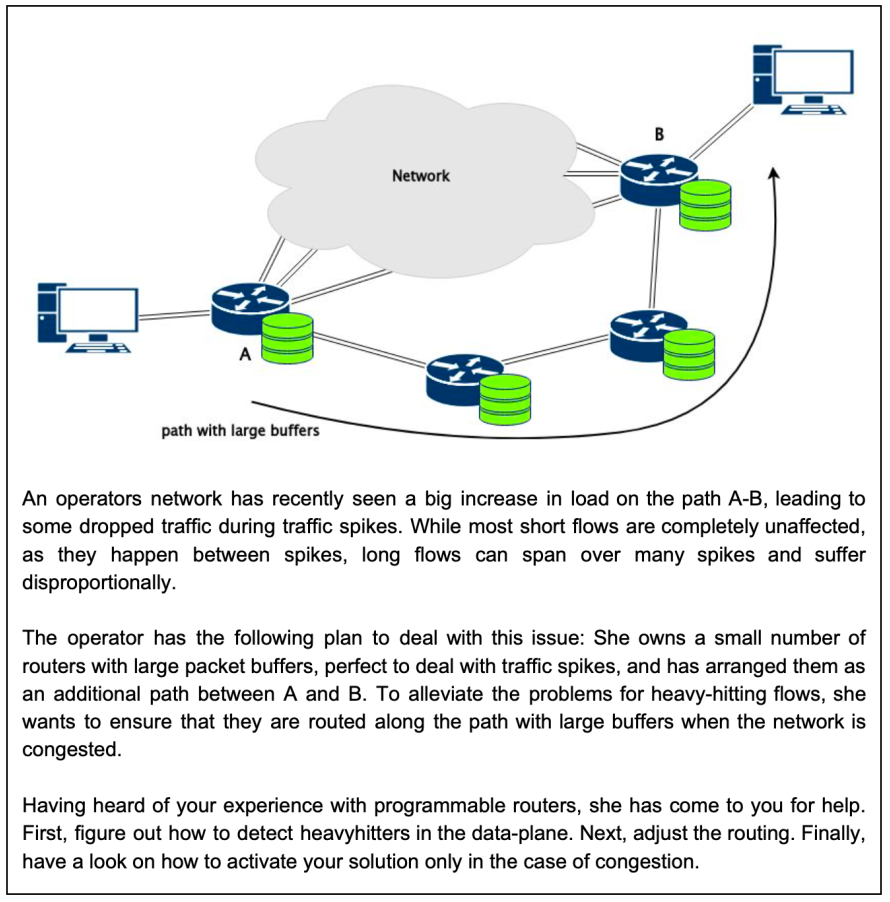 B
Network
A
path with large buffers
An operators network has recently seen a big increase in load on the path A-B, leading to
some dropped traffic during traffic spikes. While most short flows are completely unaffected,
as they happen between spikes, long flows can span over many spikes and suffer
disproportionally.
The operator has the following plan to deal with this issue: She owns a small number of
routers with large packet buffers, perfect to deal with traffic spikes, and has arranged them as
an additional path between A and B. To alleviate the problems for heavy-hitting flows, she
wants to ensure that they are routed along the path with large buffers when the network is
congested.
Having heard of your experience with programmable routers, she has come to you for help.
First, figure out how to detect heavyhitters in the data-plane. Next, adjust the routing. Finally,
have a look on how to activate your solution only in the case of congestion.